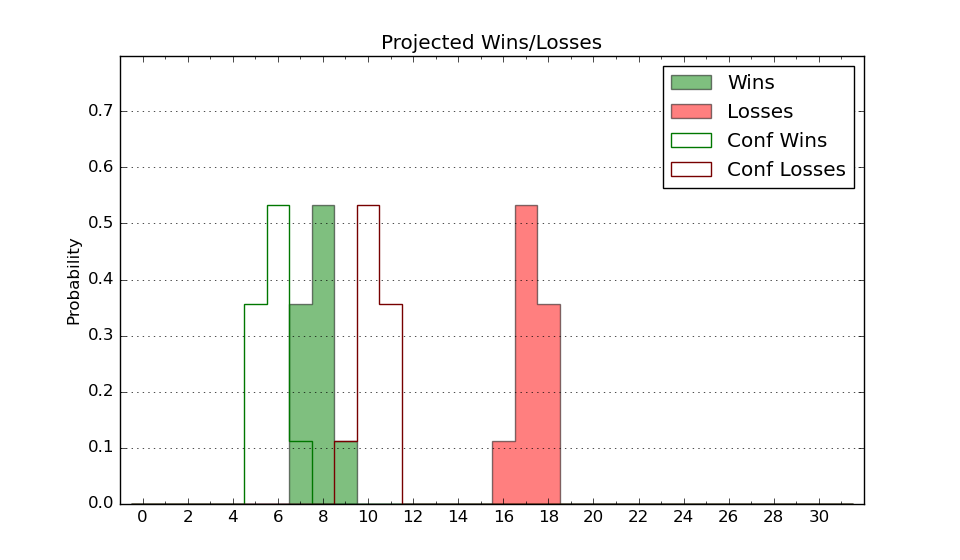 Projected Wins/Losses
Wins
Losses
Conf Wins
Conf Losses
Probability
0.7
0.6
0.5
0.4
0.3
0.2
0.1
0.0
0 2 4 6 8 10 12 14 16 18 20 22 24 26 28 30